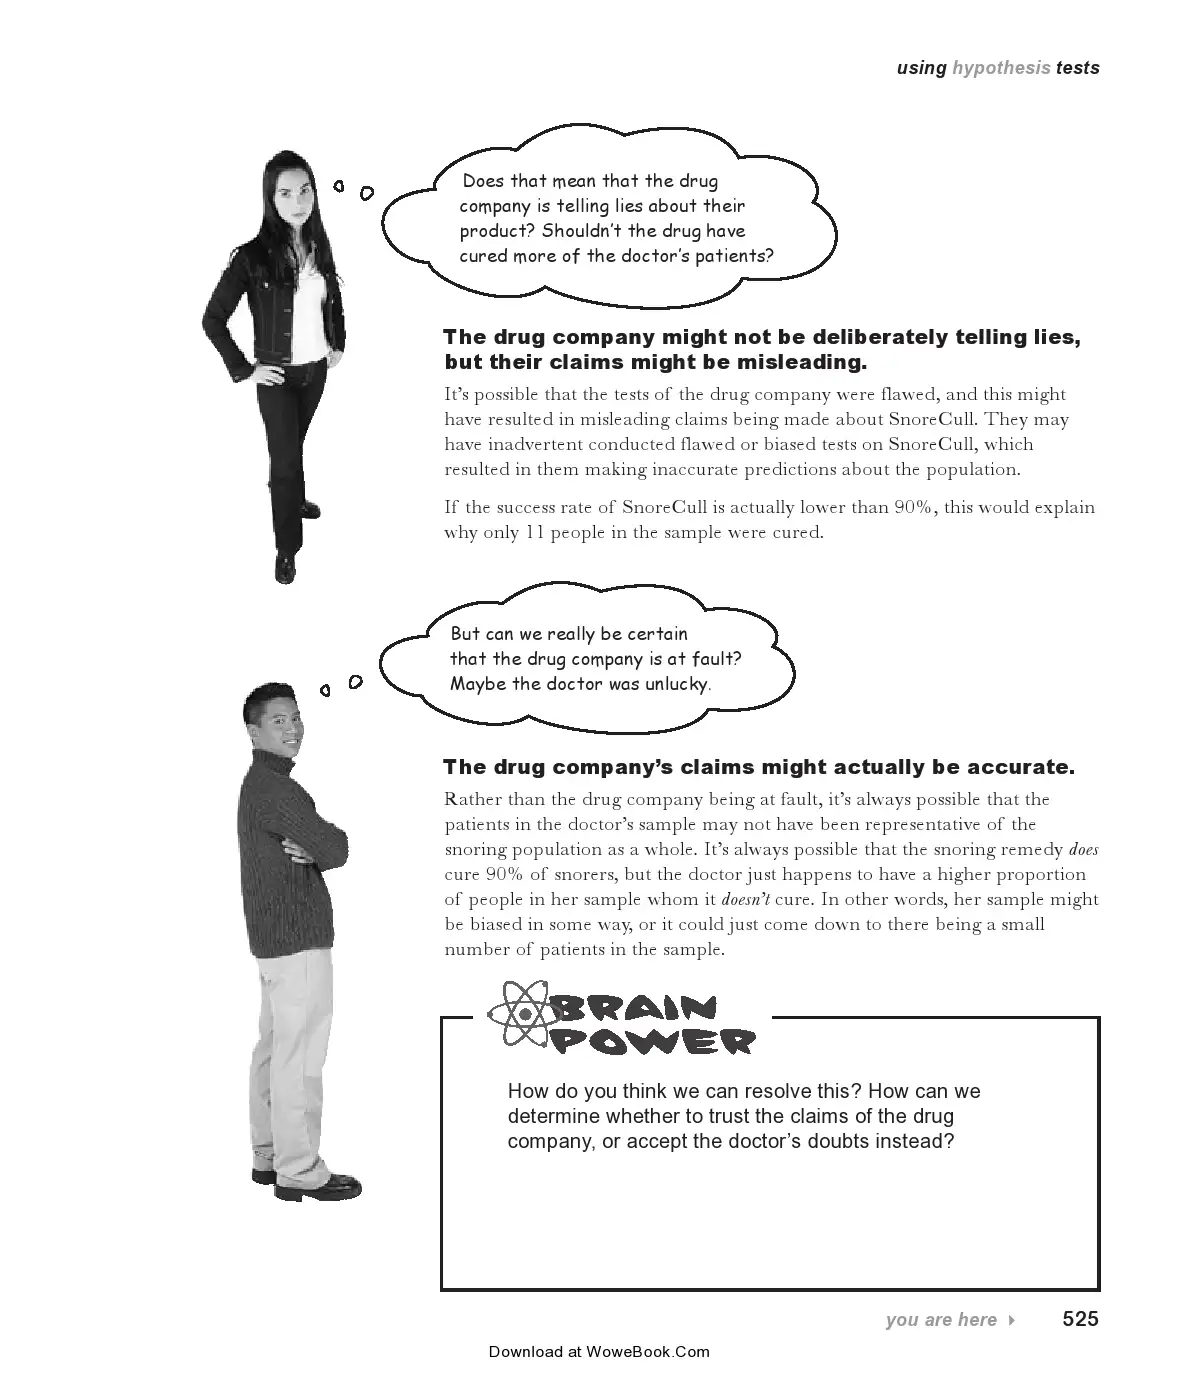 using hypothesis tests
Does that mean that the drug
company is telling lies about their
product? Shouldn't the drug have
cured more of the doctor's patients?
The drug company might not be deliberately telling lies,
but their claims might be misleading.
It's possible that the tests of the drug company were flawed, and this might
have resulted in misleading claims being made about SnoreCull. They may
have inadvertent conducted flawed or biased tests on SnoreCull, which
resulted in them making inaccurate predictions about the population.
If the success rate of SnoreCull is actually lower than 90%, this would explain
why only 11 people in the sample were cured.
But can we really be certain
that the drug company is at fault?
Maybe the doctor was unlucky.
The drug company's claims might actually be accurate.
Rather than the drug company being at fault, it's always possible that the
patients in the doctor's sample may not have been representative of the
snoring population as a whole. It's always possible that the snoring remedy does
cure 90% of snorers, but the doctor just happens to have a higher proportion
of people in her sample whom it doesn't cure. In other words, her sample might
be biased in some way, or it could just come down to there being a small
number of patients in the sample.
BRAIN
POWER
How do you think we can resolve this? How can we
determine whether to trust the claims of the drug
company, or accept the doctor's doubts instead?
you are here 525
Download at WoweBook.Com